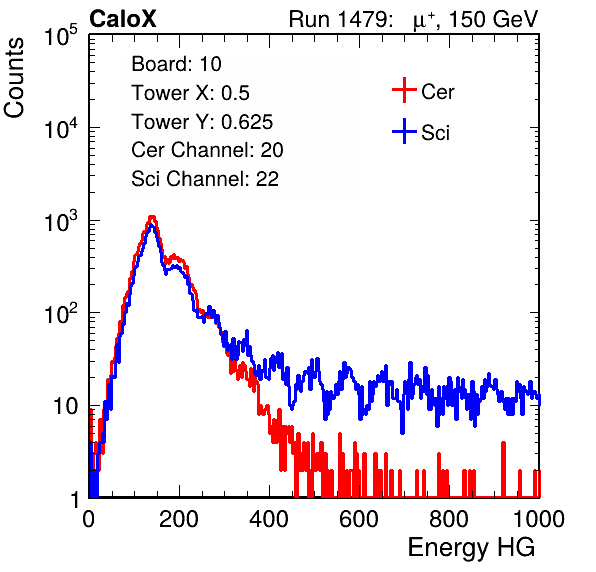 CaloX Run 1479: μ⁺, 150 GeV
Counts
10⁵
10⁴
10³
10²
10
1
Board: 10
Tower X: 0.5
Tower Y: 0.625
Cer Channel: 20
Sci Channel: 22
Cer
Sci
0 200 400 600 800 1000
Energy HG